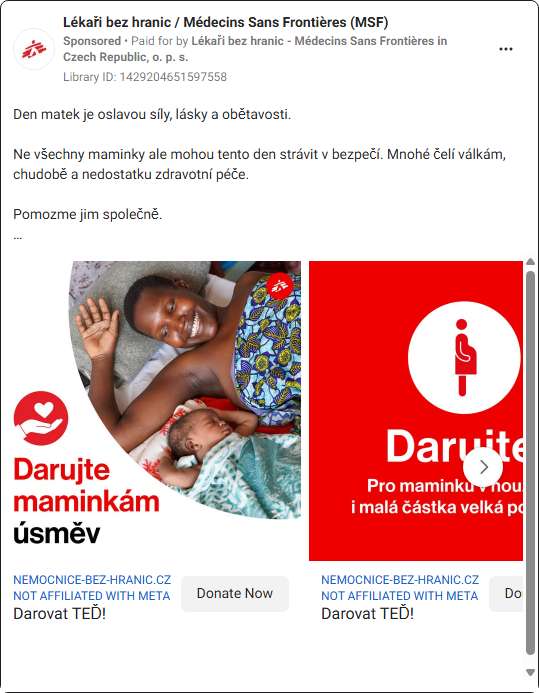 Lékaři bez hranic / Médecins Sans Frontières (MSF)
Sponsored • Paid for by Lékaři bez hranic - Médecins Sans Frontières in
Czech Republic, o. p. s.
Library ID: 1429204651597558
Den matek je oslavou síly, lásky a obětavosti.
Ne všechny maminky ale mohou tento den strávit v bezpečí. Mnohé čelí válkám,
chudobě a nedostatku zdravotní péče.
Pomozme jim společně.
...
Darujte
maminkám
úsměv
NEMOCNICE-BEZ-HRANIC.CZ
NOT AFFILIATED WITH META
Darovat TEĎ!
Donate Now
Darujte
Pro maminku v nou
i malá částka velká po
NEMOCNICE-BEZ-HRANIC.CZ
NOT AFFILIATED WITH META
Darovat TEĎ!
Do